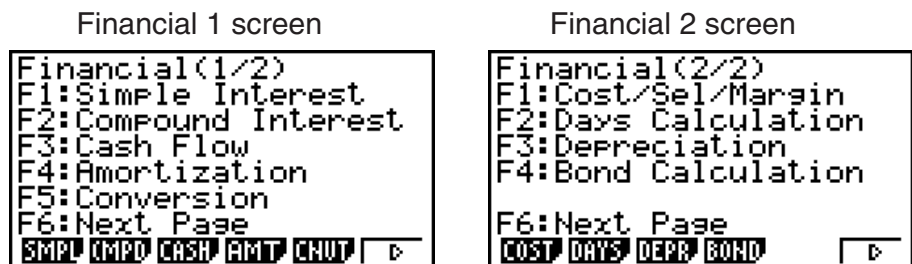 Financial 1 screen
Financial(1/2)
F1:Simple Interest
F2:Compound Interest
F3:Cash Flow
F4:Amortization
F5:Conversion
F6:Next Page
SMPL CMPD CASH AMT CNVT ▷
Financial 2 screen
Financial(2/2)
F1:Cost/Sel/Margin
F2:Days Calculation
F3:Depreciation
F4:Bond Calculation
F6:Next Page
COST DAYS DEPR BOND ▷